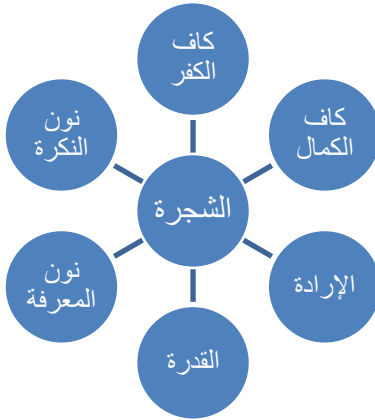 كاف
الكفر
كاف
الكمال
الإرادة
القدرة
نون
المعرفة
نون
النكرة
الشجرة